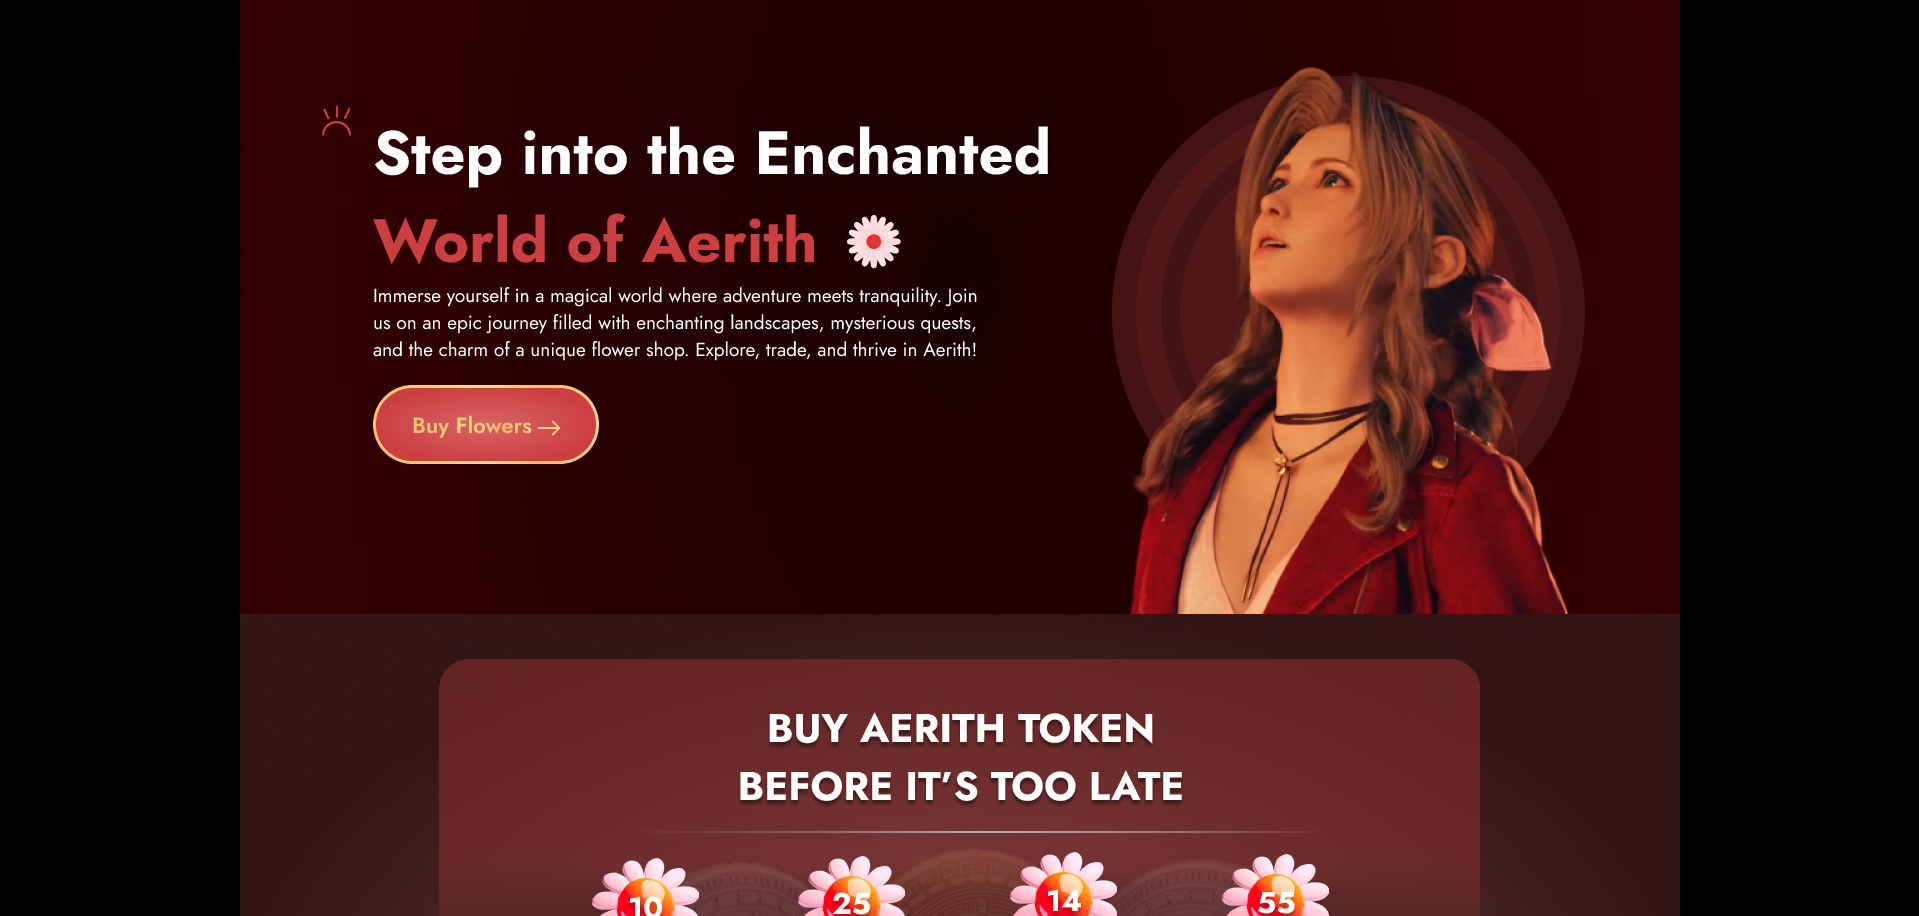 Step into the Enchanted
World of Aerith
Immerse yourself in a magical world where adventure meets tranquility. Join
us on an epic journey filled with enchanting landscapes, mysterious quests,
and the charm of a unique flower shop. Explore, trade, and thrive in Aerith!
Buy Flowers →
BUY AERITH TOKEN
BEFORE IT’S TOO LATE
10 25 14 55